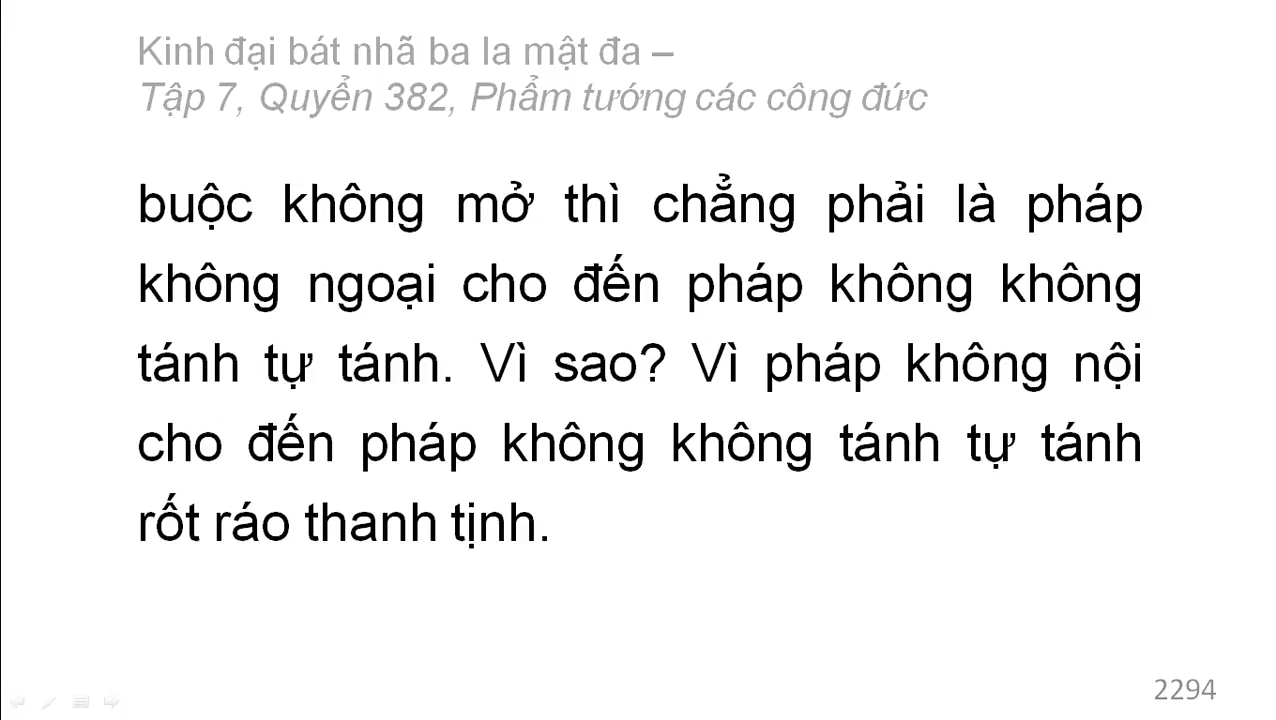 Kinh đại bát nhã ba la mật đa –
Tập 7, Quyển 382, Phẩm tướng các công đức
buộc không mở thì chẳng phải là pháp
không ngoại cho đến pháp không không
tánh tự tánh. Vì sao? Vì pháp không nội
cho đến pháp không không tánh tự tánh
rốt ráo thanh tịnh.
2294